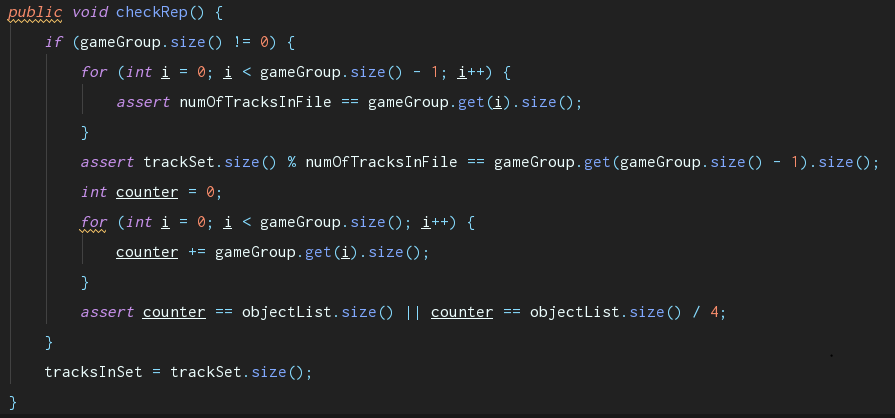 public void checkRep() {
    if (gameGroup.size() != 0) {
        for (int i = 0; i < gameGroup.size() - 1; i++) {
            assert numOfTracksInFile == gameGroup.get(i).size();
        }
        assert trackSet.size() % numOfTracksInFile == gameGroup.get(gameGroup.size() - 1).size();
        int counter = 0;
        for (int i = 0; i < gameGroup.size(); i++) {
            counter += gameGroup.get(i).size();
        }
        assert counter == objectList.size() || counter == objectList.size() / 4;
    }
    tracksInSet = trackSet.size();
}